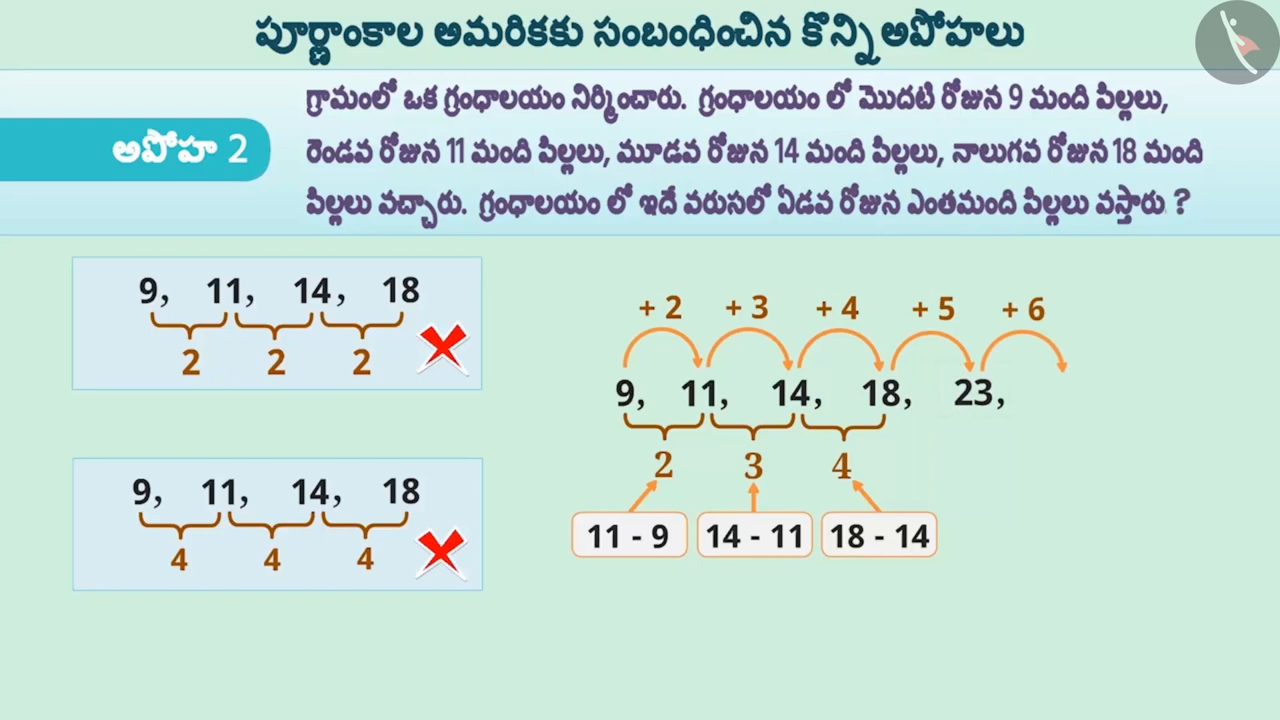 పూర్ణాంకాల అమరికకు సంబంధించిన కొన్ని అపోహలు
అపోహ 2
గ్రామంలో ఒక గ్రంధాలయం నిర్మించారు. గ్రంధాలయం లో మొదటి రోజున 9 మంది పిల్లలు,
రెండవ రోజున 11 మంది పిల్లలు, మూడవ రోజున 14 మంది పిల్లలు, నాలుగవ రోజున 18 మంది
పిల్లలు వచ్చారు. గ్రంధాలయం లో ఇదే వరుసలో ఏడవ రోజున ఎంతమంది పిల్లలు వస్తారు ?
9, 11, 14, 18
2 2 2
9, 11, 14, 18
4 4 4
+ 2 + 3 + 4 + 5 + 6
9, 11, 14, 18, 23,
2 3 4
11 - 9 14 - 11 18 - 14